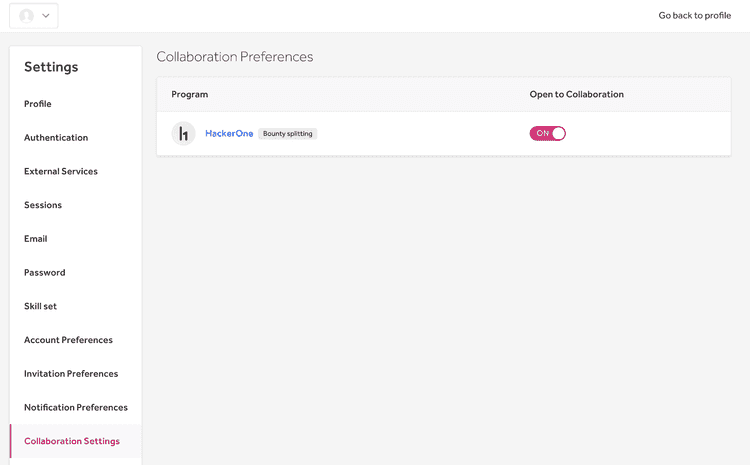 Go back to profile
Settings
Profile
Authentication
External Services
Sessions
Email
Password
Skill set
Account Preferences
Invitation Preferences
Notification Preferences
Collaboration Settings
Collaboration Preferences
Program Open to Collaboration
l1 HackerOne Bounty splitting ON